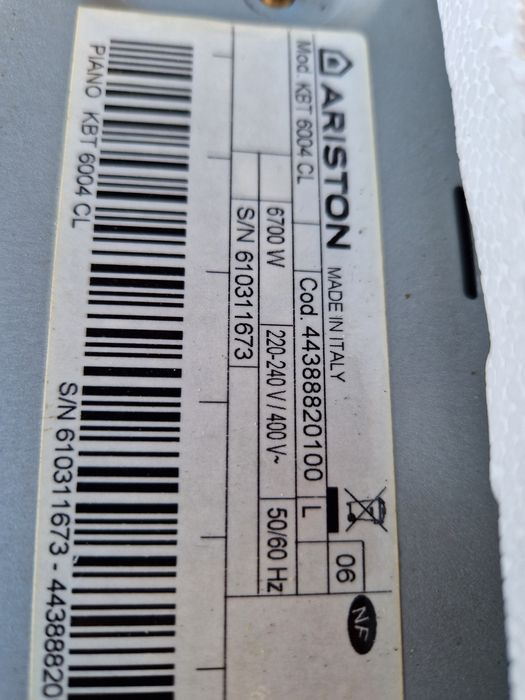 ARISTON MADE IN ITALY 06
Mod. KBT 6004 CL Cod. 44388820100 L
6700 W 220-240 V / 400 V~ 50/60 Hz
S/N 610311673
NF
PIANO KBT 6004 CL
S/N 610311673 - 44388820